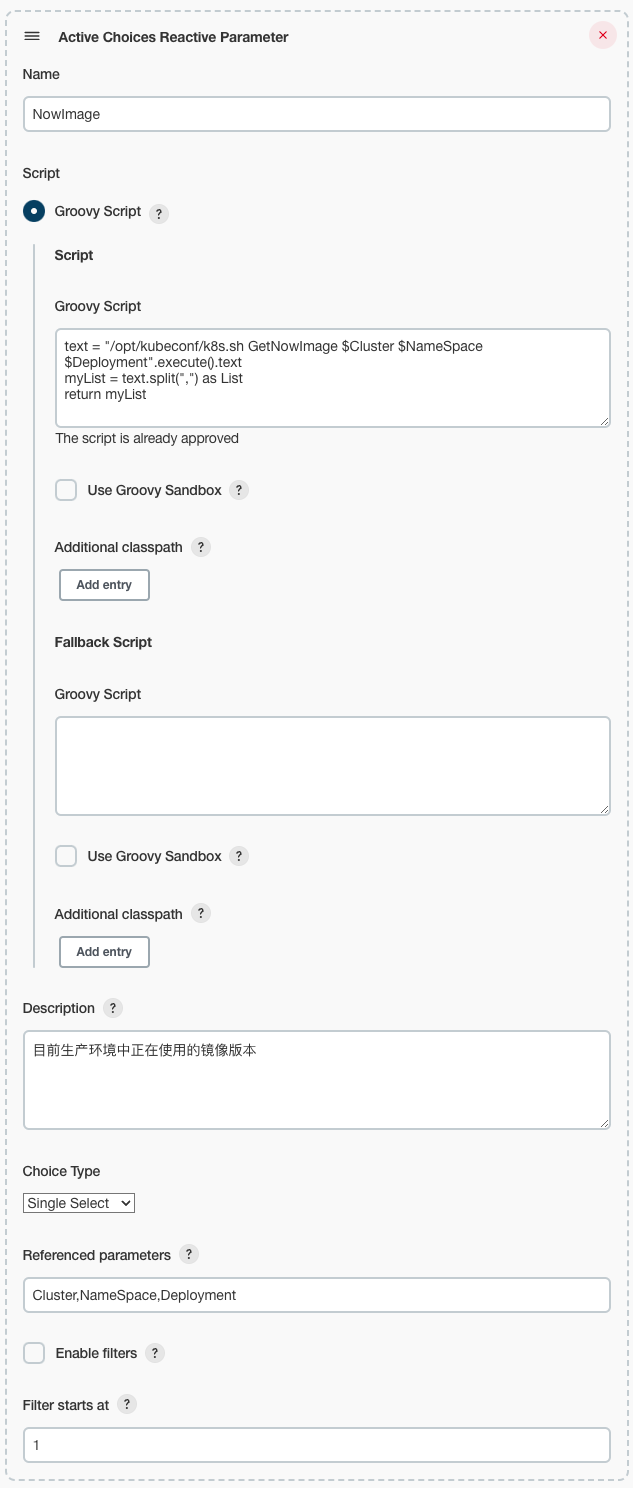 Active Choices Reactive Parameter
Name
NowImage
Script
Groovy Script ?
Script
Groovy Script
text = "/opt/kubeconf/k8s.sh GetNowImage $Cluster $NameSpace
$Deployment".execute().text
myList = text.split(",") as List
return myList
The script is already approved
Use Groovy Sandbox ?
Additional classpath ?
Add entry
Fallback Script
Groovy Script
Use Groovy Sandbox ?
Additional classpath ?
Add entry
Description ?
目前生产环境中正在使用的镜像版本
Choice Type
Single Select
Referenced parameters ?
Cluster,NameSpace,Deployment
Enable filters ?
Filter starts at ?
1